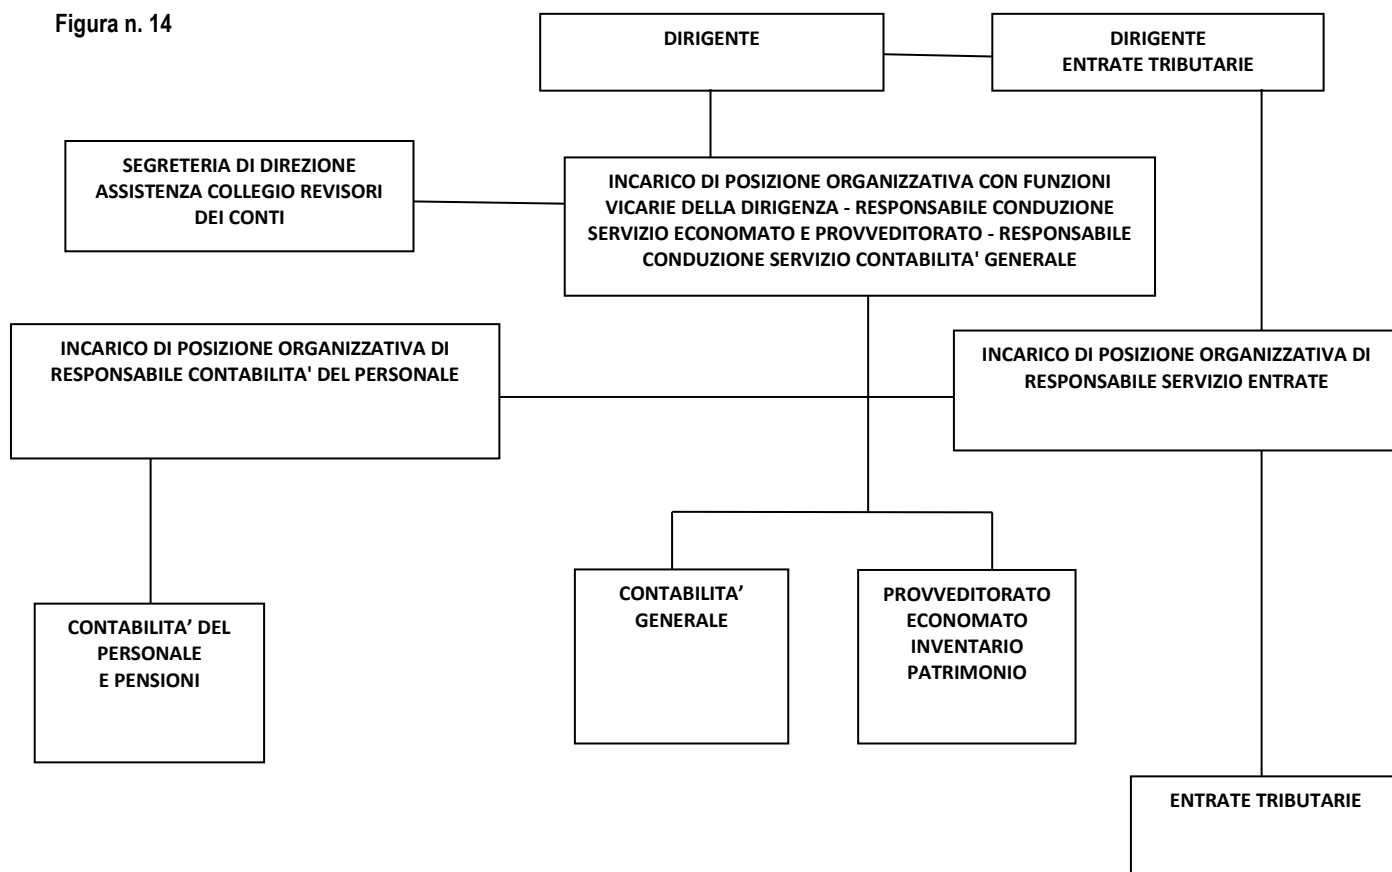 Figura n. 14
DIRIGENTE
DIRIGENTE
ENTRATE TRIBUTARIE
SEGRETERIA DI DIREZIONE
ASSISTENZA COLLEGIO REVISORI
DEI CONTI
INCARICO DI POSIZIONE ORGANIZZATIVA CON FUNZIONI
VICARIE DELLA DIRIGENZA - RESPONSABILE CONDUZIONE
SERVIZIO ECONOMATO E PROVVEDITORATO - RESPONSABILE
CONDUZIONE SERVIZIO CONTABILITA' GENERALE
INCARICO DI POSIZIONE ORGANIZZATIVA DI
RESPONSABILE CONTABILITA' DEL PERSONALE
INCARICO DI POSIZIONE ORGANIZZATIVA DI
RESPONSABILE SERVIZIO ENTRATE
CONTABILITA’ DEL
PERSONALE
E PENSIONI
CONTABILITA’
GENERALE
PROVVEDITORATO
ECONOMATO
INVENTARIO
PATRIMONIO
ENTRATE TRIBUTARIE